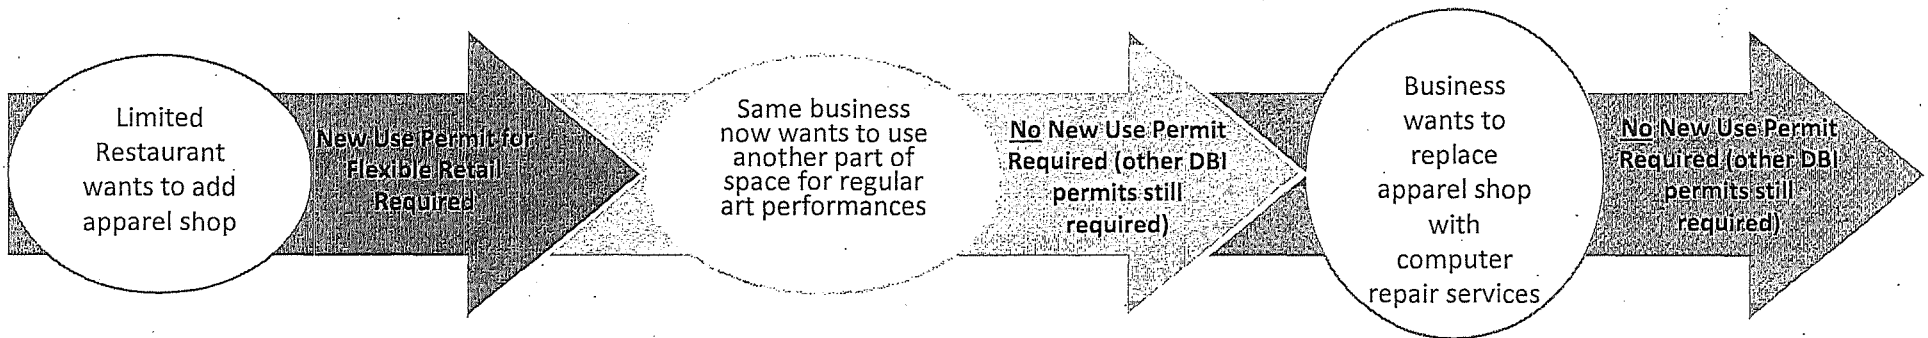 Limited
Restaurant
wants to add
apparel shop
New Use Permit for
Flexible Retail
Required
Same business
now wants to use
another part of
space for regular
art performances
No New Use Permit
Required (other DBI
permits still
required)
Business
wants to
replace
apparel shop
with
computer
repair services
No New Use Permit
Required (other DBI
permits still
required)